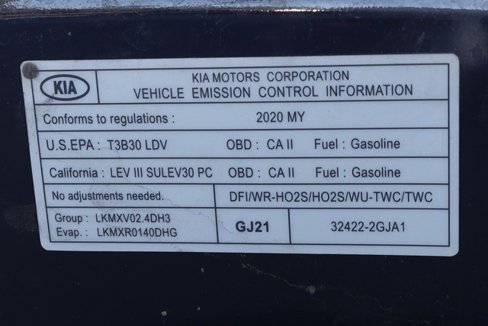 KIA
KIA MOTORS CORPORATION
VEHICLE EMISSION CONTROL INFORMATION
Conforms to regulations : 2020 MY
U.S.EPA : T3B30 LDV OBD : CA II Fuel : Gasoline
California : LEV III SULEV30 PC OBD : CA II Fuel : Gasoline
No adjustments needed. DFI/WR-HO2S/HO2S/WU-TWC/TWC
Group : LKMXV02.4DH3
Evap. : LKMXR0140DHG
GJ21 32422-2GJA1